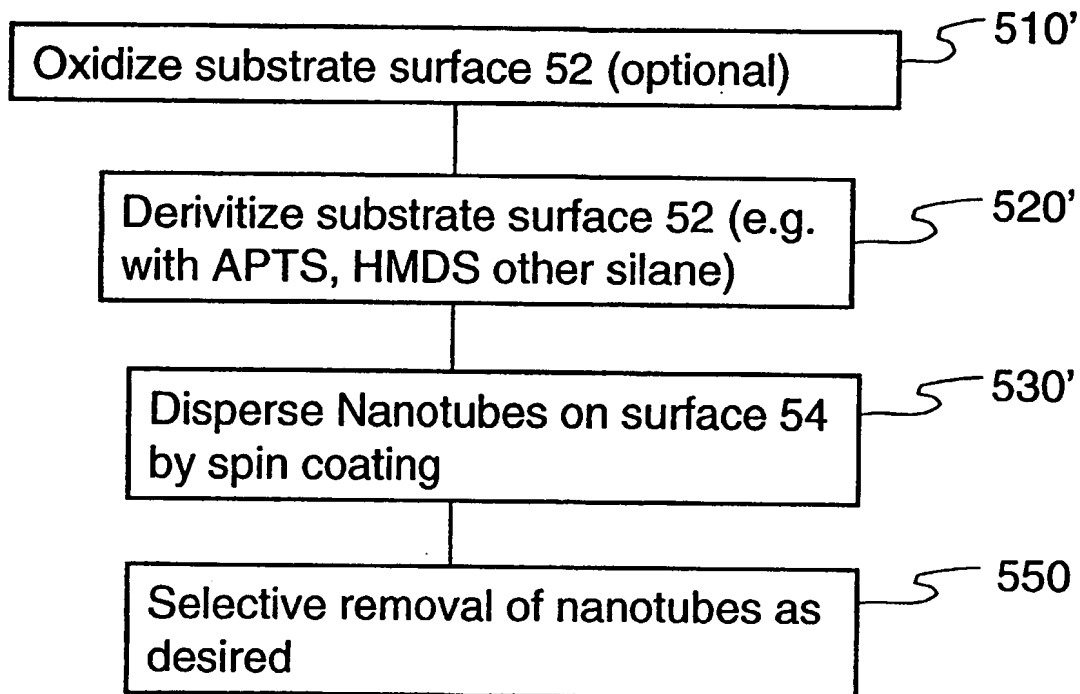 510'
Oxidize substrate surface 52 (optional)
520'
Derivitize substrate surface 52 (e.g.
with APTS, HMDS other silane)
530'
Disperse Nanotubes on surface 54
by spin coating
550
Selective removal of nanotubes as
desired